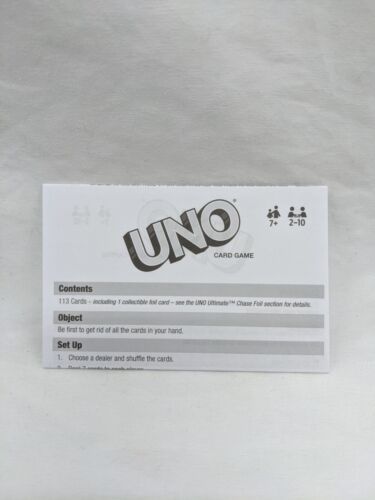 UNO®
CARD GAME
7+ 2-10
Contents
113 Cards - including 1 collectible foil card – see the UNO Ultimate™ Chase Foil section for details.
Object
Be first to get rid of all the cards in your hand.
Set Up
1. Choose a dealer and shuffle the cards.